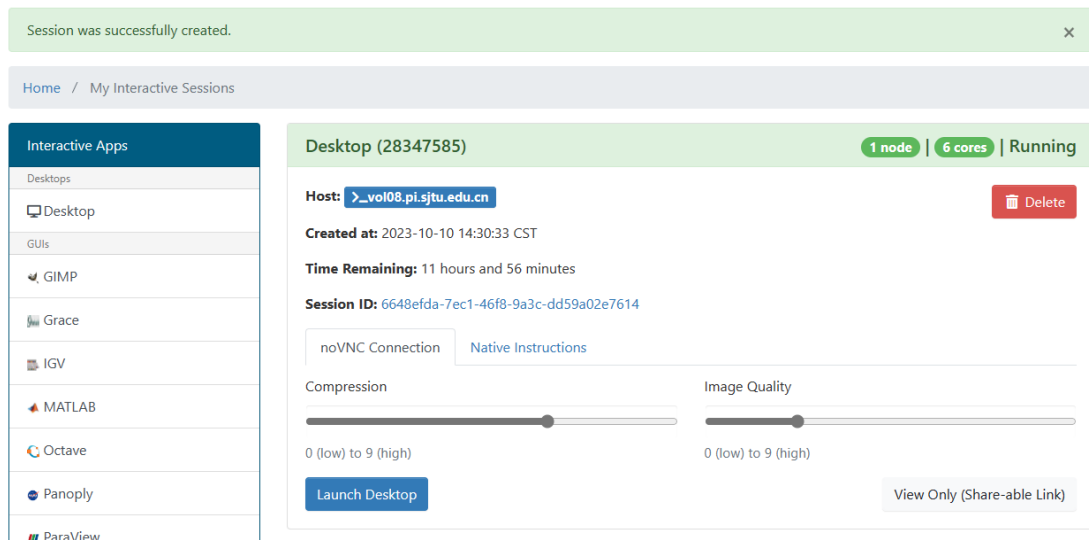 Session was successfully created.
×
Home / My Interactive Sessions
Interactive Apps
Desktops
Desktop
GUIs
GIMP
Grace
IGV
MATLAB
Octave
Panoply
ParaView
Desktop (28347585)
1 node | 6 cores | Running
Host: >_vol08.pi.sjtu.edu.cn
Delete
Created at: 2023-10-10 14:30:33 CST
Time Remaining: 11 hours and 56 minutes
Session ID: 6648efda-7ec1-46f8-9a3c-dd59a02e7614
noVNC Connection
Native Instructions
Compression
0 (low) to 9 (high)
Image Quality
0 (low) to 9 (high)
Launch Desktop
View Only (Share-able Link)